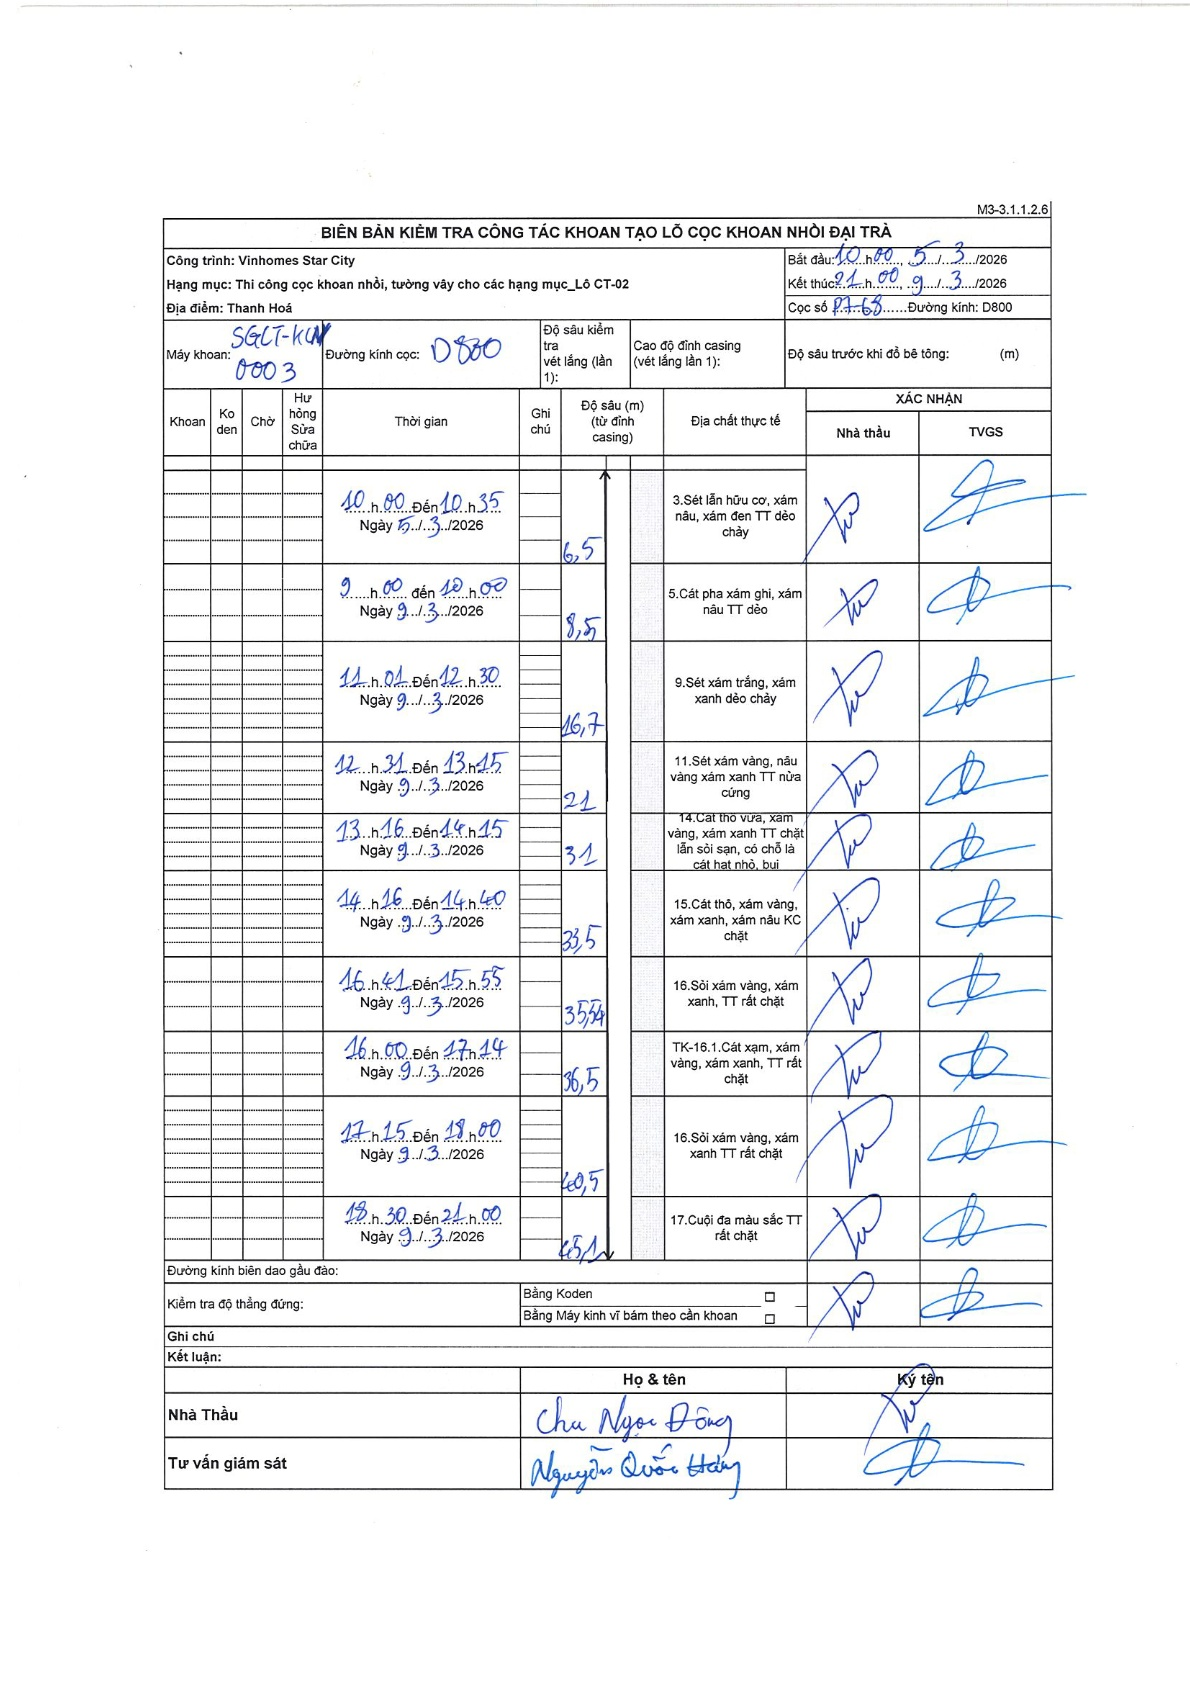 M3-3.1.1.2.6
BIÊN BẢN KIỂM TRA CÔNG TÁC KHOAN TẠO LỖ CỌC KHOAN NHỒI ĐẠI TRÀ
Công trình: Vinhomes Star City
Hạng mục: Thi công cọc khoan nhồi, tường vây cho các hạng mục_Lô CT-02
Địa điểm: Thanh Hoá
Bắt đầu: 10 h 00, 5 / 3 /2026
Kết thúc: 21 h 00, 9 / 3 /2026
Cọc số P7-68 Đường kính: D800
Máy khoan: SGCT-KCN
0003
Đường kính cọc: D800
Độ sâu kiểm
tra
vét lắng (lần
1):
Cao độ đỉnh casing
(vét lắng lần 1):
Độ sâu trước khi đổ bê tông: (m)
Khoan
Ko
den
Chờ
Hư
hỏng
Sửa
chữa
Thời gian
Ghi
chú
Độ sâu (m)
(từ đỉnh
casing)
Địa chất thực tế
XÁC NHẬN
Nhà thầu
TVGS
10 h 00 Đến 10 h 35
Ngày 5 / 3 /2026
6,5
3.Sét lẫn hữu cơ, xám
nâu, xám đen TT dẻo
chảy
9 h 00 đến 10 h 00
Ngày 9 / 3 /2026
8,5
5.Cát pha xám ghi, xám
nâu TT dẻo
11 h 01 Đến 12 h 30
Ngày 9 / 3 /2026
16,7
9.Sét xám trắng, xám
xanh dẻo chảy
12 h 31 Đến 13 h 15
Ngày 9 / 3 /2026
21
11.Sét xám vàng, nâu
vàng xám xanh TT nửa
cứng
13 h 16 Đến 14 h 15
Ngày 9 / 3 /2026
31
14.Cát thô vừa, xám
vàng, xám xanh TT chặt
lẫn sỏi sạn, có chỗ là
cát hạt nhỏ, bụi
14 h 16 Đến 14 h 40
Ngày 9 / 3 /2026
33,5
15.Cát thô, xám vàng,
xám xanh, xám nâu KC
chặt
16 h 41 Đến 15 h 55
Ngày 9 / 3 /2026
16.Sỏi xám vàng, xám
xanh, TT rất chặt
16 h 00 Đến 17 h 14
Ngày 9 / 3 /2026
36,5
TK-16.1.Cát xạm, xám
vàng, xám xanh, TT rất
chặt
17 h 15 Đến 18 h 00
Ngày 9 / 3 /2026
40,5
16.Sỏi xám vàng, xám
xanh TT rất chặt
18 h 30 Đến 21 h 00
Ngày 9 / 3 /2026
45,1
17.Cuội đa màu sắc TT
rất chặt
Đường kính biên dao gầu đào:
Kiểm tra độ thẳng đứng:
Bằng Koden
Bằng Máy kinh vĩ bám theo cần khoan
Ghi chú
Kết luận:
Họ & tên
Ký tên
Nhà Thầu
Chu Ngọc Đông
Tư vấn giám sát
Nguyễn Quốc